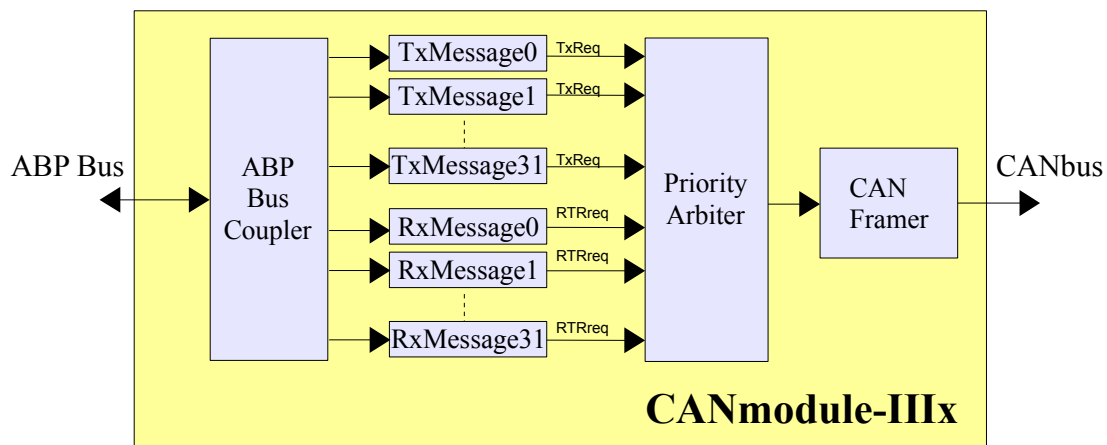 TxMessage0
TxReq
TxMessage1
TxReq
TxMessage31
TxReq
ABP Bus
ABP
Bus
Coupler
RxMessage0
RTRreq
RxMessage1
RTRreq
RxMessage31
RTRreq
Priority
Arbiter
CAN
Framer
CANbus
CANmodule-IIIx